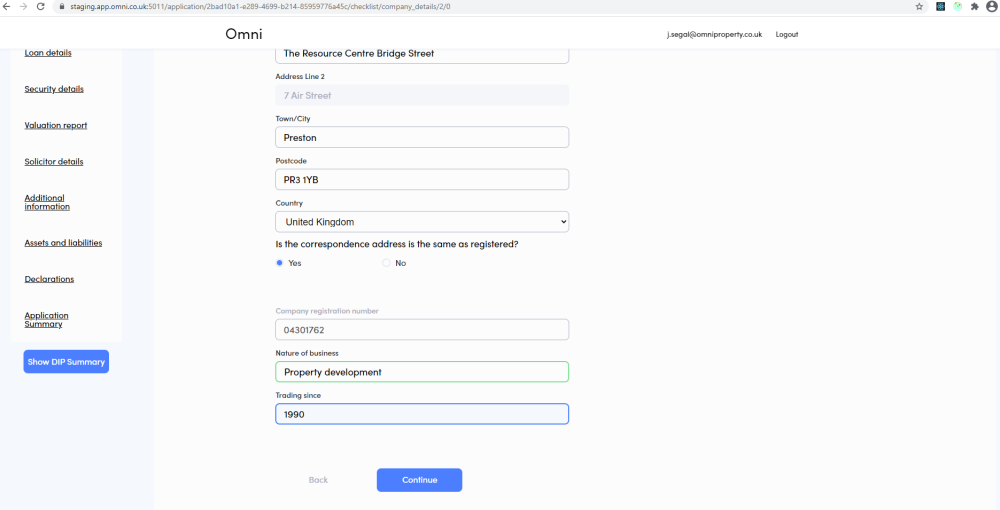 staging.app.omni.co.uk:5011/application/2bad10a1-e289-4699-b214-85959776a45c/checklist/company_details/2/0
Omni
j.segal@omniproperty.co.uk Logout
Loan details
Security details
Valuation report
Solicitor details
Additional
information
Assets and liabilities
Declarations
Application
Summary
Show DIP Summary
The Resource Centre Bridge Street
Address Line 2
7 Air Street
Town/City
Preston
Postcode
PR3 1YB
Country
United Kingdom
Is the correspondence address is the same as registered?
Yes No
Company registration number
04301762
Nature of business
Property development
Trading since
1990
Back Continue